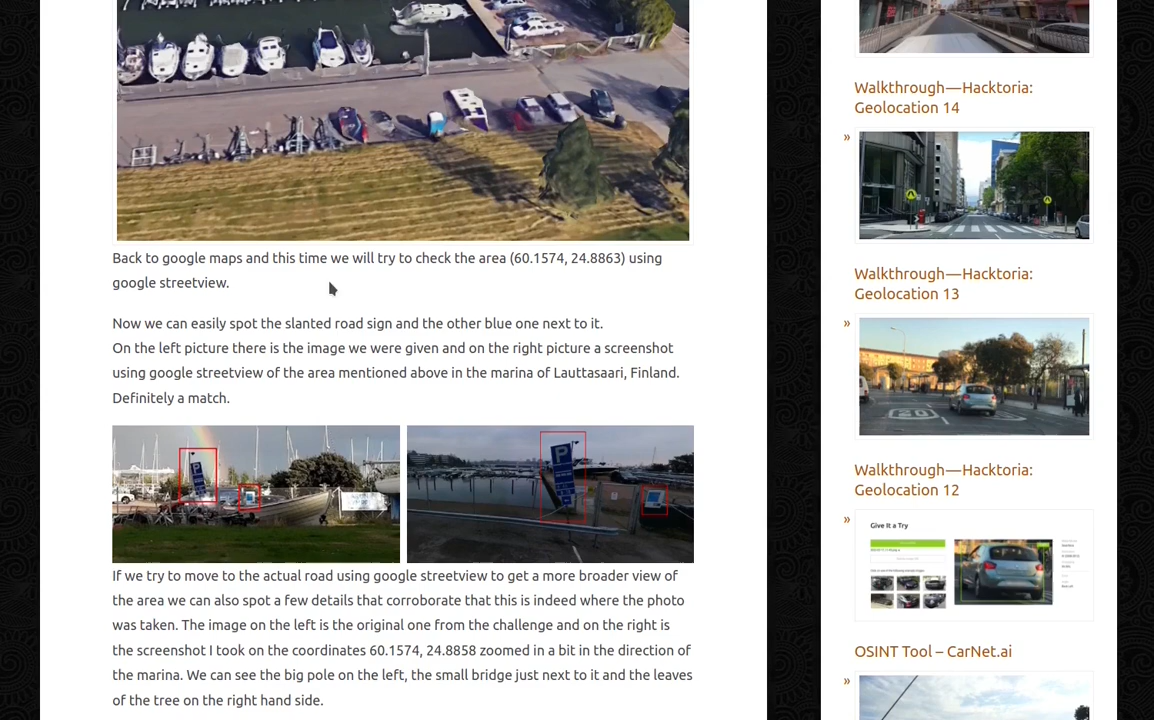 Back to google maps and this time we will try to check the area (60.1574, 24.8863) using
google streetview.
Now we can easily spot the slanted road sign and the other blue one next to it.
On the left picture there is the image we were given and on the right picture a screenshot
using google streetview of the area mentioned above in the marina of Lauttasaari, Finland.
Definitely a match.
P
P
If we try to move to the actual road using google streetview to get a more broader view of
the area we can also spot a few details that corroborate that this is indeed where the photo
was taken. The image on the left is the original one from the challenge and on the right is
the screenshot I took on the coordinates 60.1574, 24.8858 zoomed in a bit in the direction of
the marina. We can see the big pole on the left, the small bridge just next to it and the leaves
of the tree on the right hand side.
Walkthrough — Hacktoria:
Geolocation 14
»
Walkthrough — Hacktoria:
Geolocation 13
»
20
Walkthrough — Hacktoria:
Geolocation 12
»
Give It a Try
OSINT Tool – CarNet.ai
»